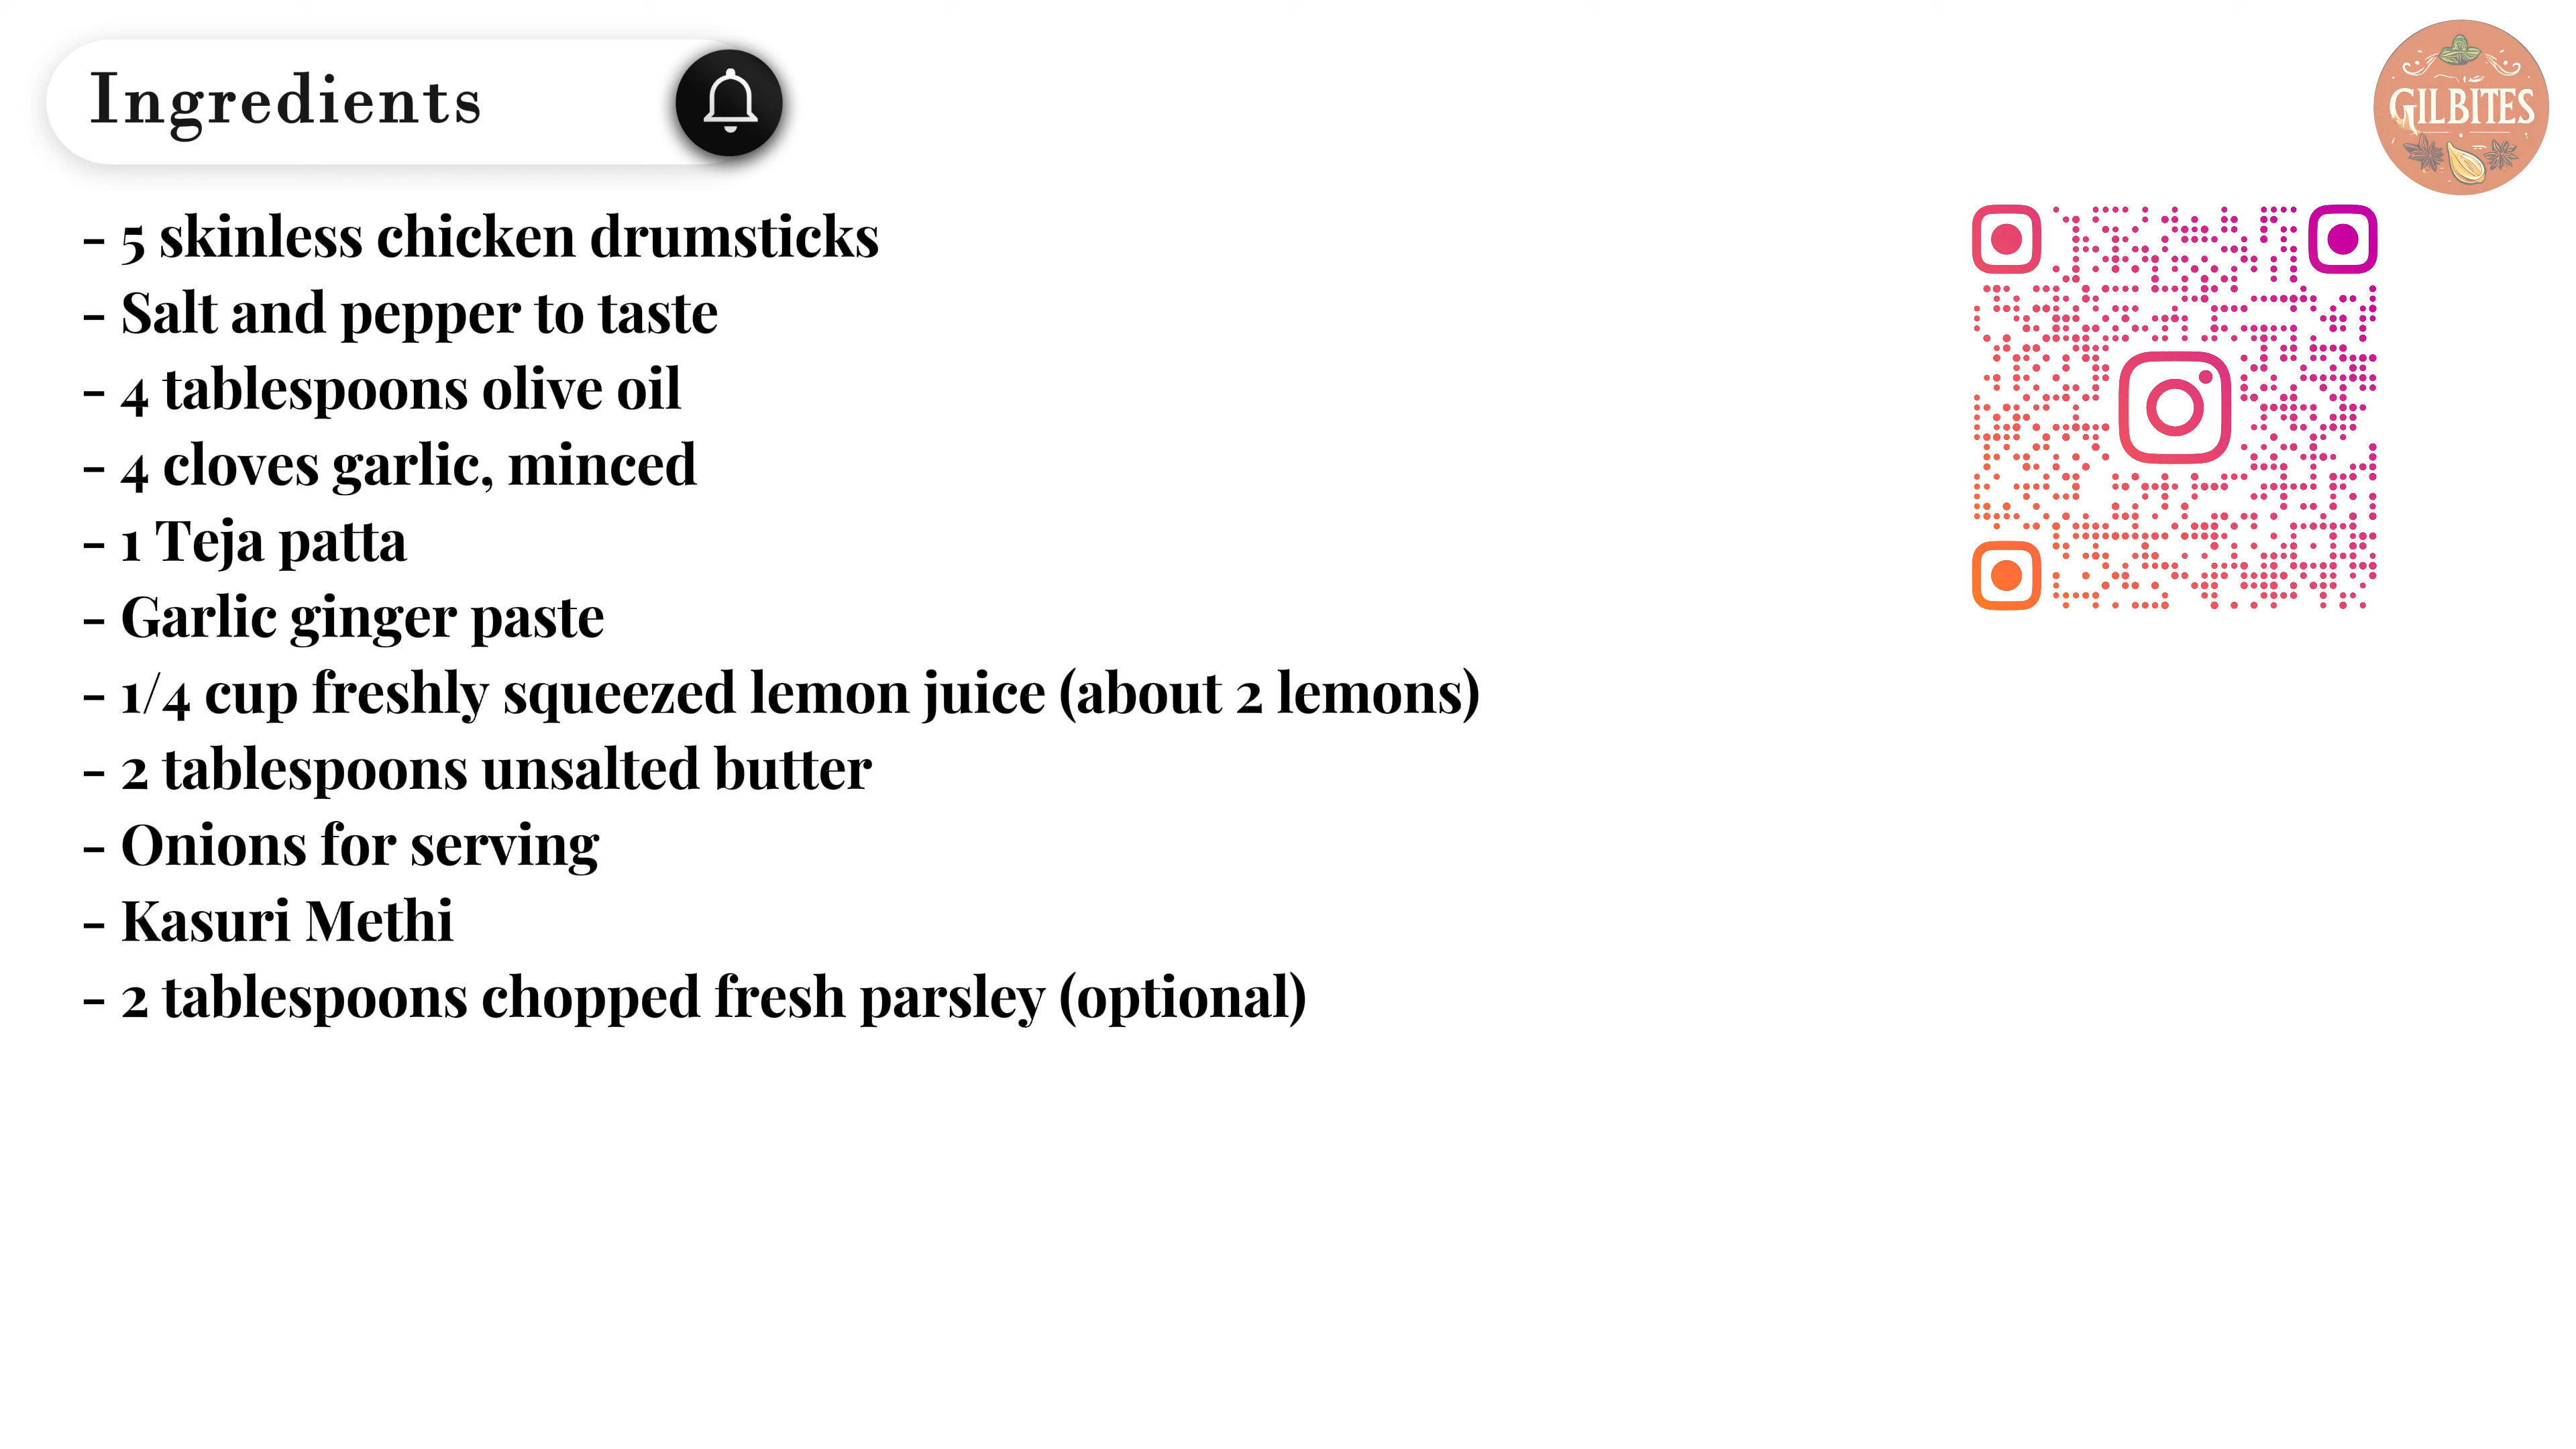 Ingredients
GILBITES
- 5 skinless chicken drumsticks
- Salt and pepper to taste
- 4 tablespoons olive oil
- 4 cloves garlic, minced
- 1 Teja patta
- Garlic ginger paste
- 1/4 cup freshly squeezed lemon juice (about 2 lemons)
- 2 tablespoons unsalted butter
- Onions for serving
- Kasuri Methi
- 2 tablespoons chopped fresh parsley (optional)